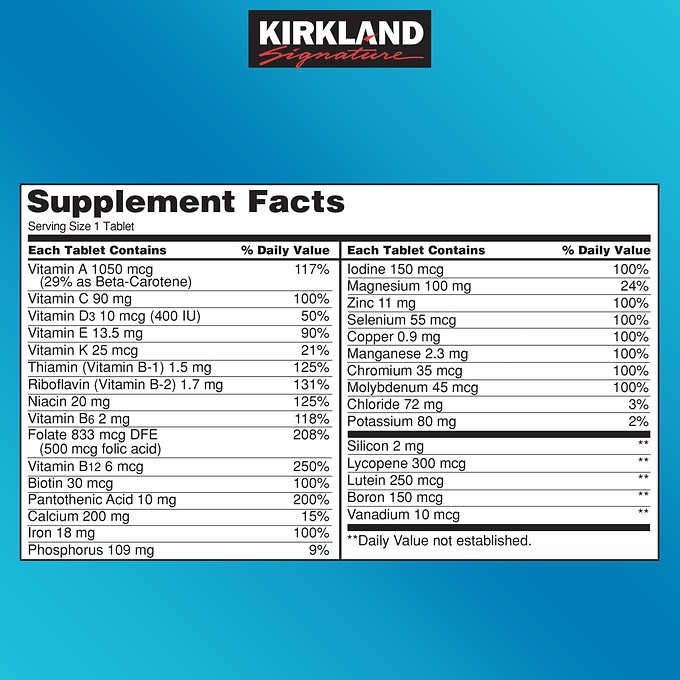 KIRKLAND
Signature
Supplement Facts
Serving Size 1 Tablet
Each Tablet Contains % Daily Value
Vitamin A 1050 mcg 117%
(29% as Beta-Carotene)
Vitamin C 90 mg 100%
Vitamin D3 10 mcg (400 IU) 50%
Vitamin E 13.5 mg 90%
Vitamin K 25 mcg 21%
Thiamin (Vitamin B-1) 1.5 mg 125%
Riboflavin (Vitamin B-2) 1.7 mg 131%
Niacin 20 mg 125%
Vitamin B6 2 mg 118%
Folate 833 mcg DFE 208%
(500 mcg folic acid)
Vitamin B12 6 mcg 250%
Biotin 30 mcg 100%
Pantothenic Acid 10 mg 200%
Calcium 200 mg 15%
Iron 18 mg 100%
Phosphorus 109 mg 9%
Each Tablet Contains % Daily Value
Iodine 150 mcg 100%
Magnesium 100 mg 24%
Zinc 11 mg 100%
Selenium 55 mcg 100%
Copper 0.9 mg 100%
Manganese 2.3 mg 100%
Chromium 35 mcg 100%
Molybdenum 45 mcg 100%
Chloride 72 mg 3%
Potassium 80 mg 2%
Silicon 2 mg **
Lycopene 300 mcg **
Lutein 250 mcg **
Boron 150 mcg **
Vanadium 10 mcg **
**Daily Value not established.